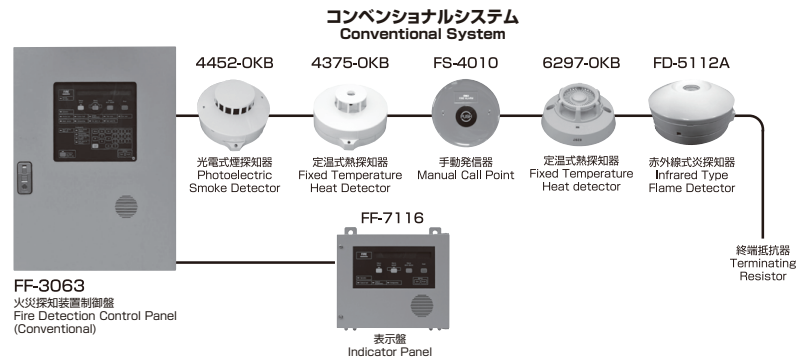 コンベンショナルシステム
Conventional System
4452-OKB
光電式煙探知器
Photoelectric
Smoke Detector
4375-OKB
定温式熱探知器
Fixed Temperature
Heat Detector
FS-4010
手動発信器
Manual Call Point
6297-OKB
定温式熱探知器
Fixed Temperature
Heat detector
FD-5112A
赤外線式炎探知器
Infrared Type
Flame Detector
終端抵抗器
Terminating
Resistor
FF-3063
火災探知装置制御盤
Fire Detection Control Panel
(Conventional)
FF-7116
表示盤
Indicator Panel